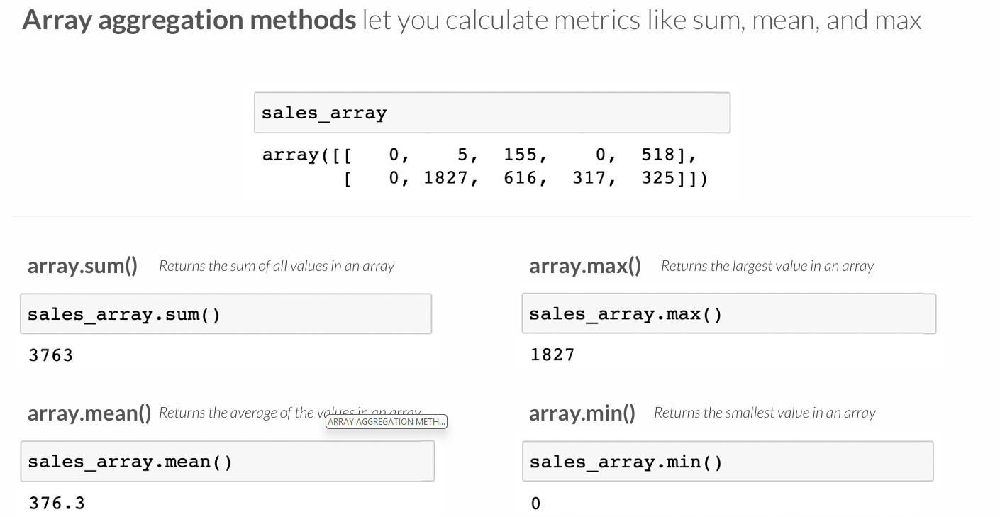 Array aggregation methods let you calculate metrics like sum, mean, and max
sales_array
array([[   0,    5,  155,    0,  518],
       [   0, 1827,  616,  317,  325]])
array.sum() Returns the sum of all values in an array
sales_array.sum()
3763
array.max() Returns the largest value in an array
sales_array.max()
1827
array.mean() Returns the average of the values in an array
ARRAY AGGREGATION METH...
sales_array.mean()
376.3
array.min() Returns the smallest value in an array
sales_array.min()
0